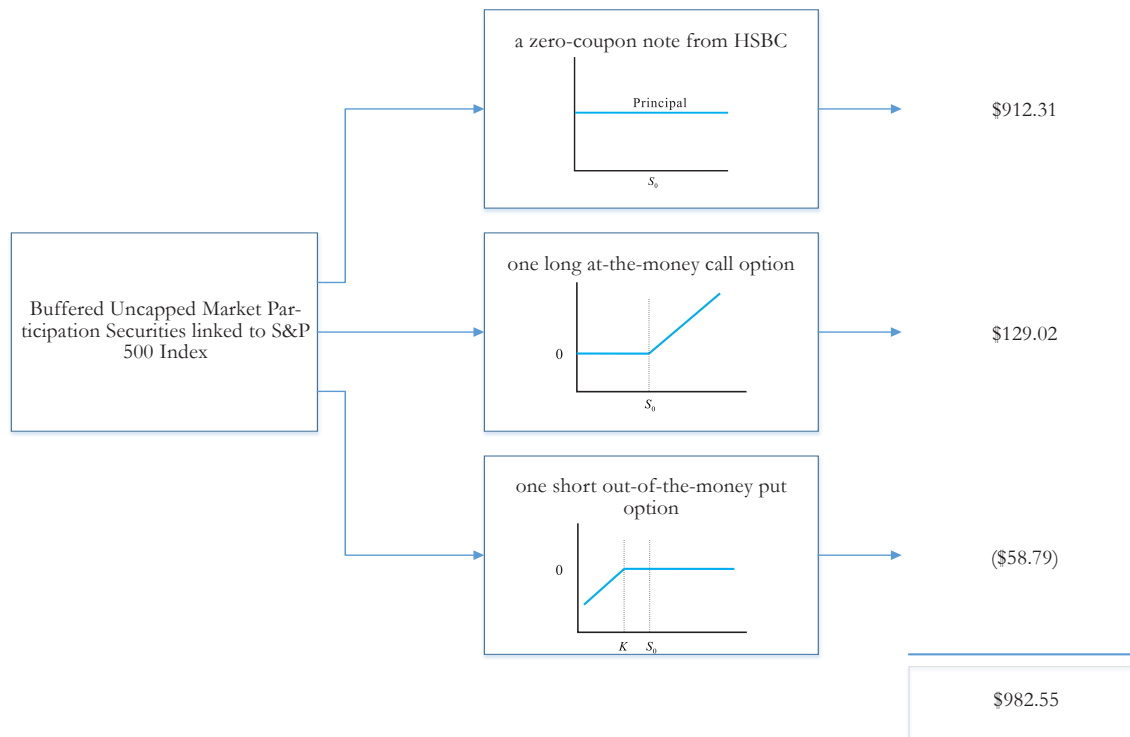 a zero-coupon note from HSBC
Principal
S₀
$912.31
Buffered Uncapped Market Par-
ticipation Securities linked to S&P
500 Index
one long at-the-money call option
0
S₀
$129.02
one short out-of-the-money put
option
0
K S₀
($58.79)
$982.55